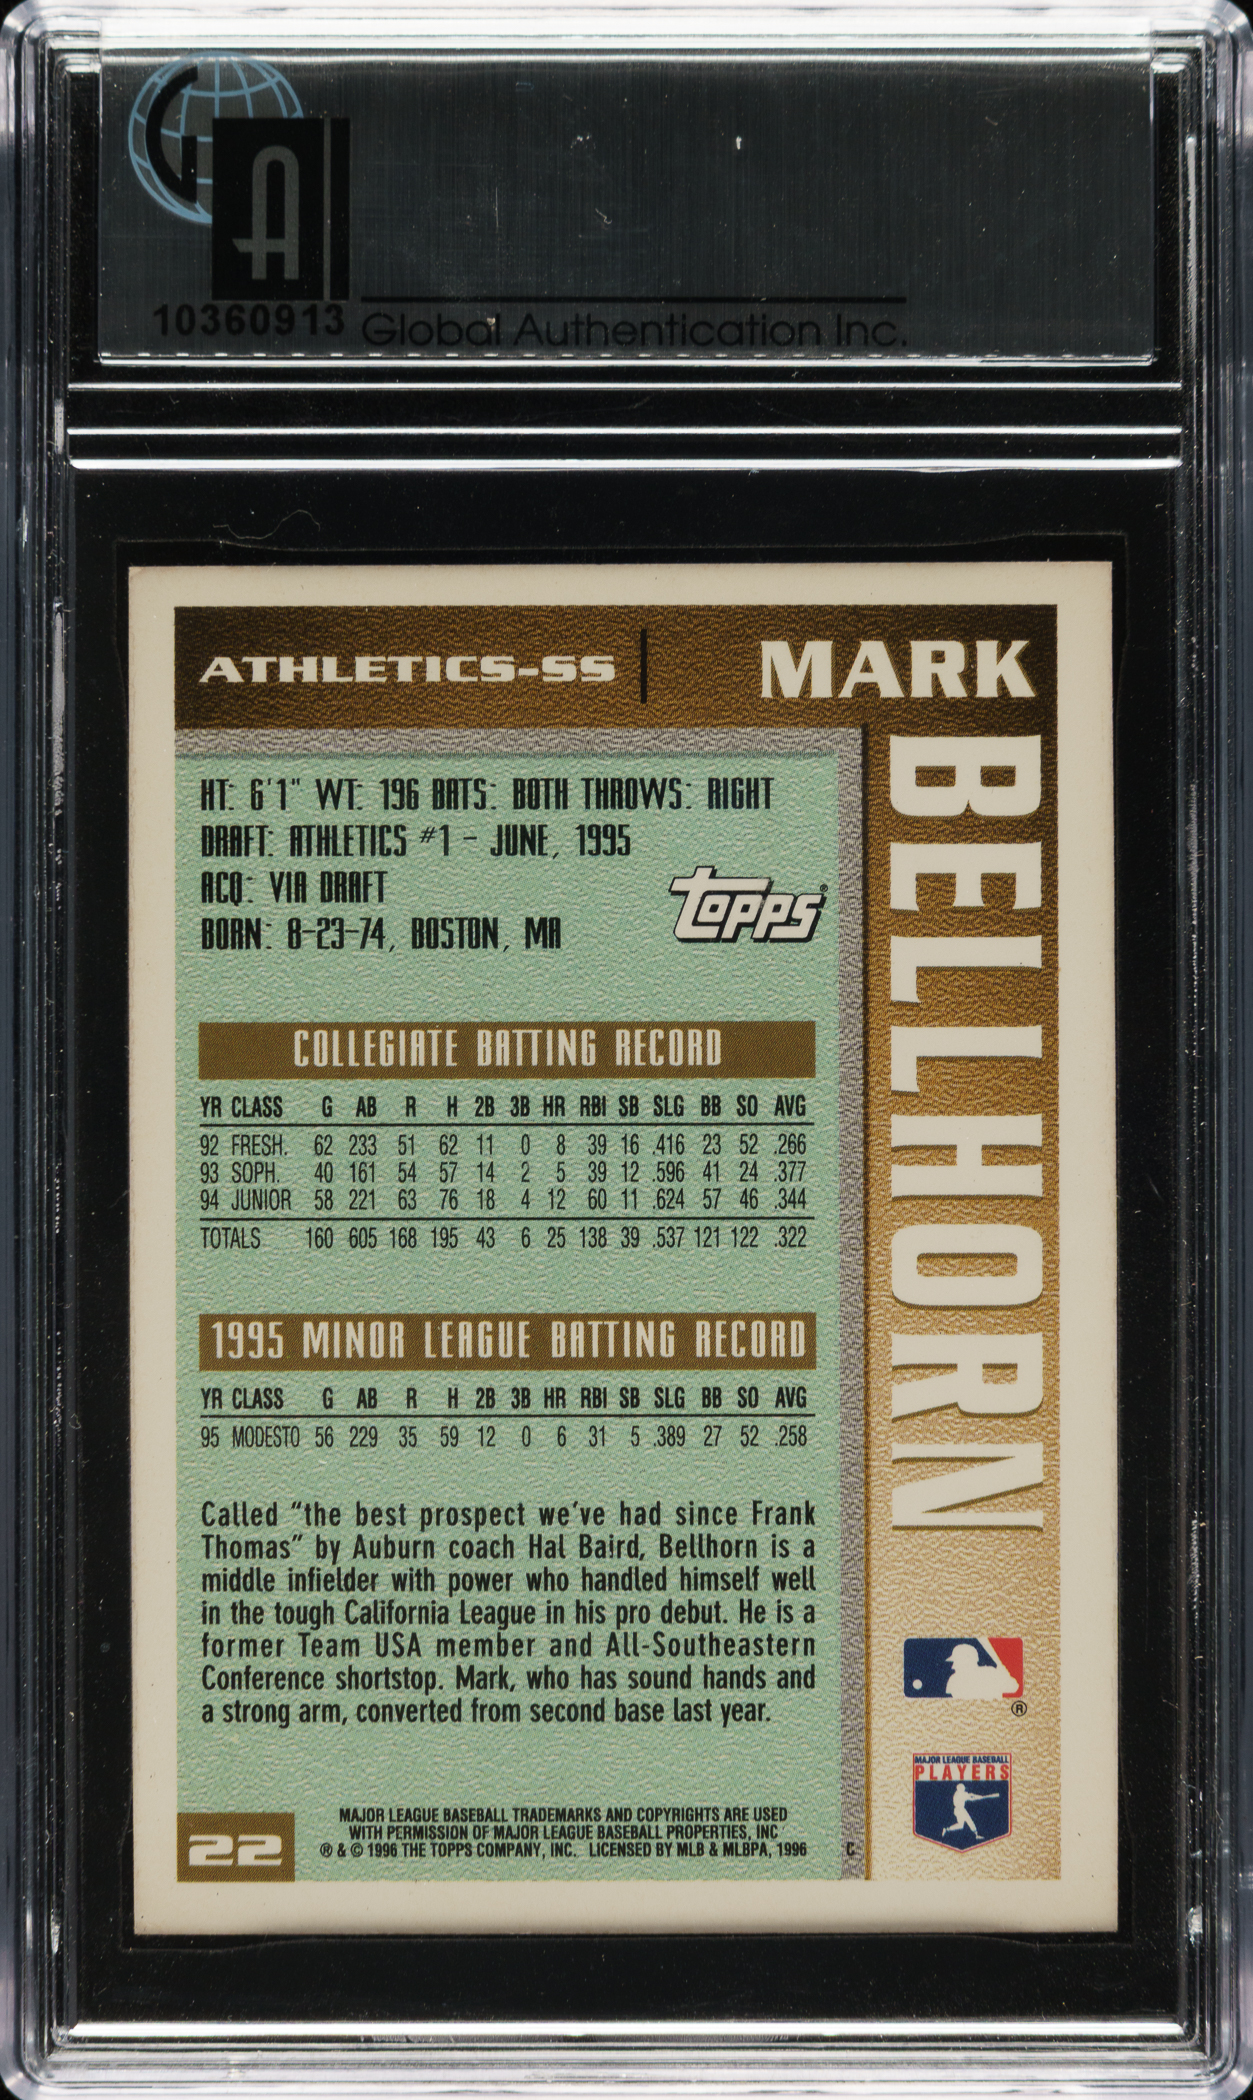 GA
10360913 Global Authentication Inc.
ATHLETICS-SS MARK
BELLHORN
HT: 6'1" WT: 196 BATS: BOTH THROWS: RIGHT
DRAFT: ATHLETICS #1 - JUNE, 1995
ACQ: VIA DRAFT
BORN: 8-23-74, BOSTON, MA
Topps®
COLLEGIATE BATTING RECORD
YR CLASS G AB R H 2B 3B HR RBI SB SLG BB SO AVG
92 FRESH. 62 233 51 62 11 0 8 39 16 .416 23 52 .266
93 SOPH. 40 161 54 57 14 2 5 39 12 .596 41 24 .377
94 JUNIOR 58 221 63 76 18 4 12 60 11 .624 57 46 .344
TOTALS 160 605 168 195 43 6 25 138 39 .537 121 122 .322
1995 MINOR LEAGUE BATTING RECORD
YR CLASS G AB R H 2B 3B HR RBI SB SLG BB SO AVG
95 MODESTO 56 229 35 59 12 0 6 31 5 .389 27 52 .258
Called “the best prospect we've had since Frank
Thomas” by Auburn coach Hal Baird, Bellhorn is a
middle infielder with power who handled himself well
in the tough California League in his pro debut. He is a
former Team USA member and All-Southeastern
Conference shortstop. Mark, who has sound hands and
a strong arm, converted from second base last year.
®
MAJOR LEAGUE BASEBALL
PLAYERS
22
MAJOR LEAGUE BASEBALL TRADEMARKS AND COPYRIGHTS ARE USED
WITH PERMISSION OF MAJOR LEAGUE BASEBALL PROPERTIES, INC
® & © 1996 THE TOPPS COMPANY, INC. LICENSED BY MLB & MLBPA, 1996 C